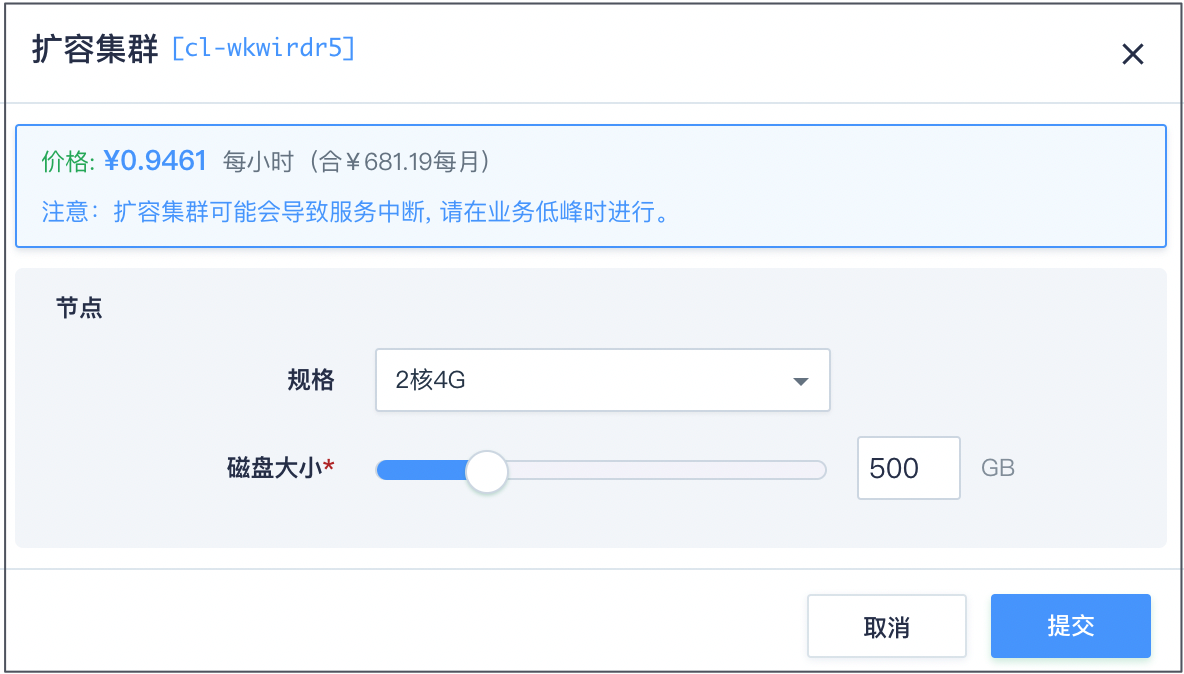 扩容集群 [cl-wkwirdr5]
价格: ¥0.9461 每小时（合￥681.19每月）
注意：扩容集群可能会导致服务中断, 请在业务低峰时进行。
节点
规格 2核4G
磁盘大小* 500 GB
取消 提交